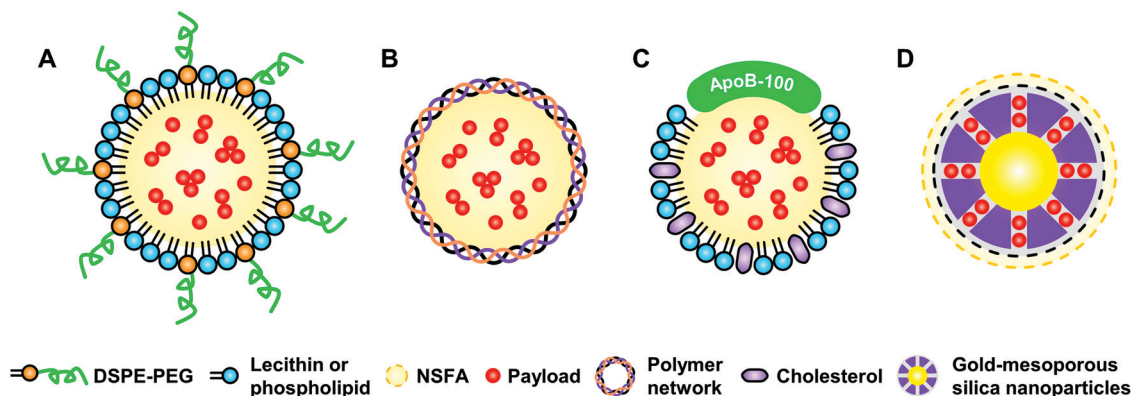 A
B
C
D
ApoB-100
DSPE-PEG
Lecithin or
phospholipid
NSFA
Payload
Polymer
network
Cholesterol
Gold-mesoporous
silica nanoparticles